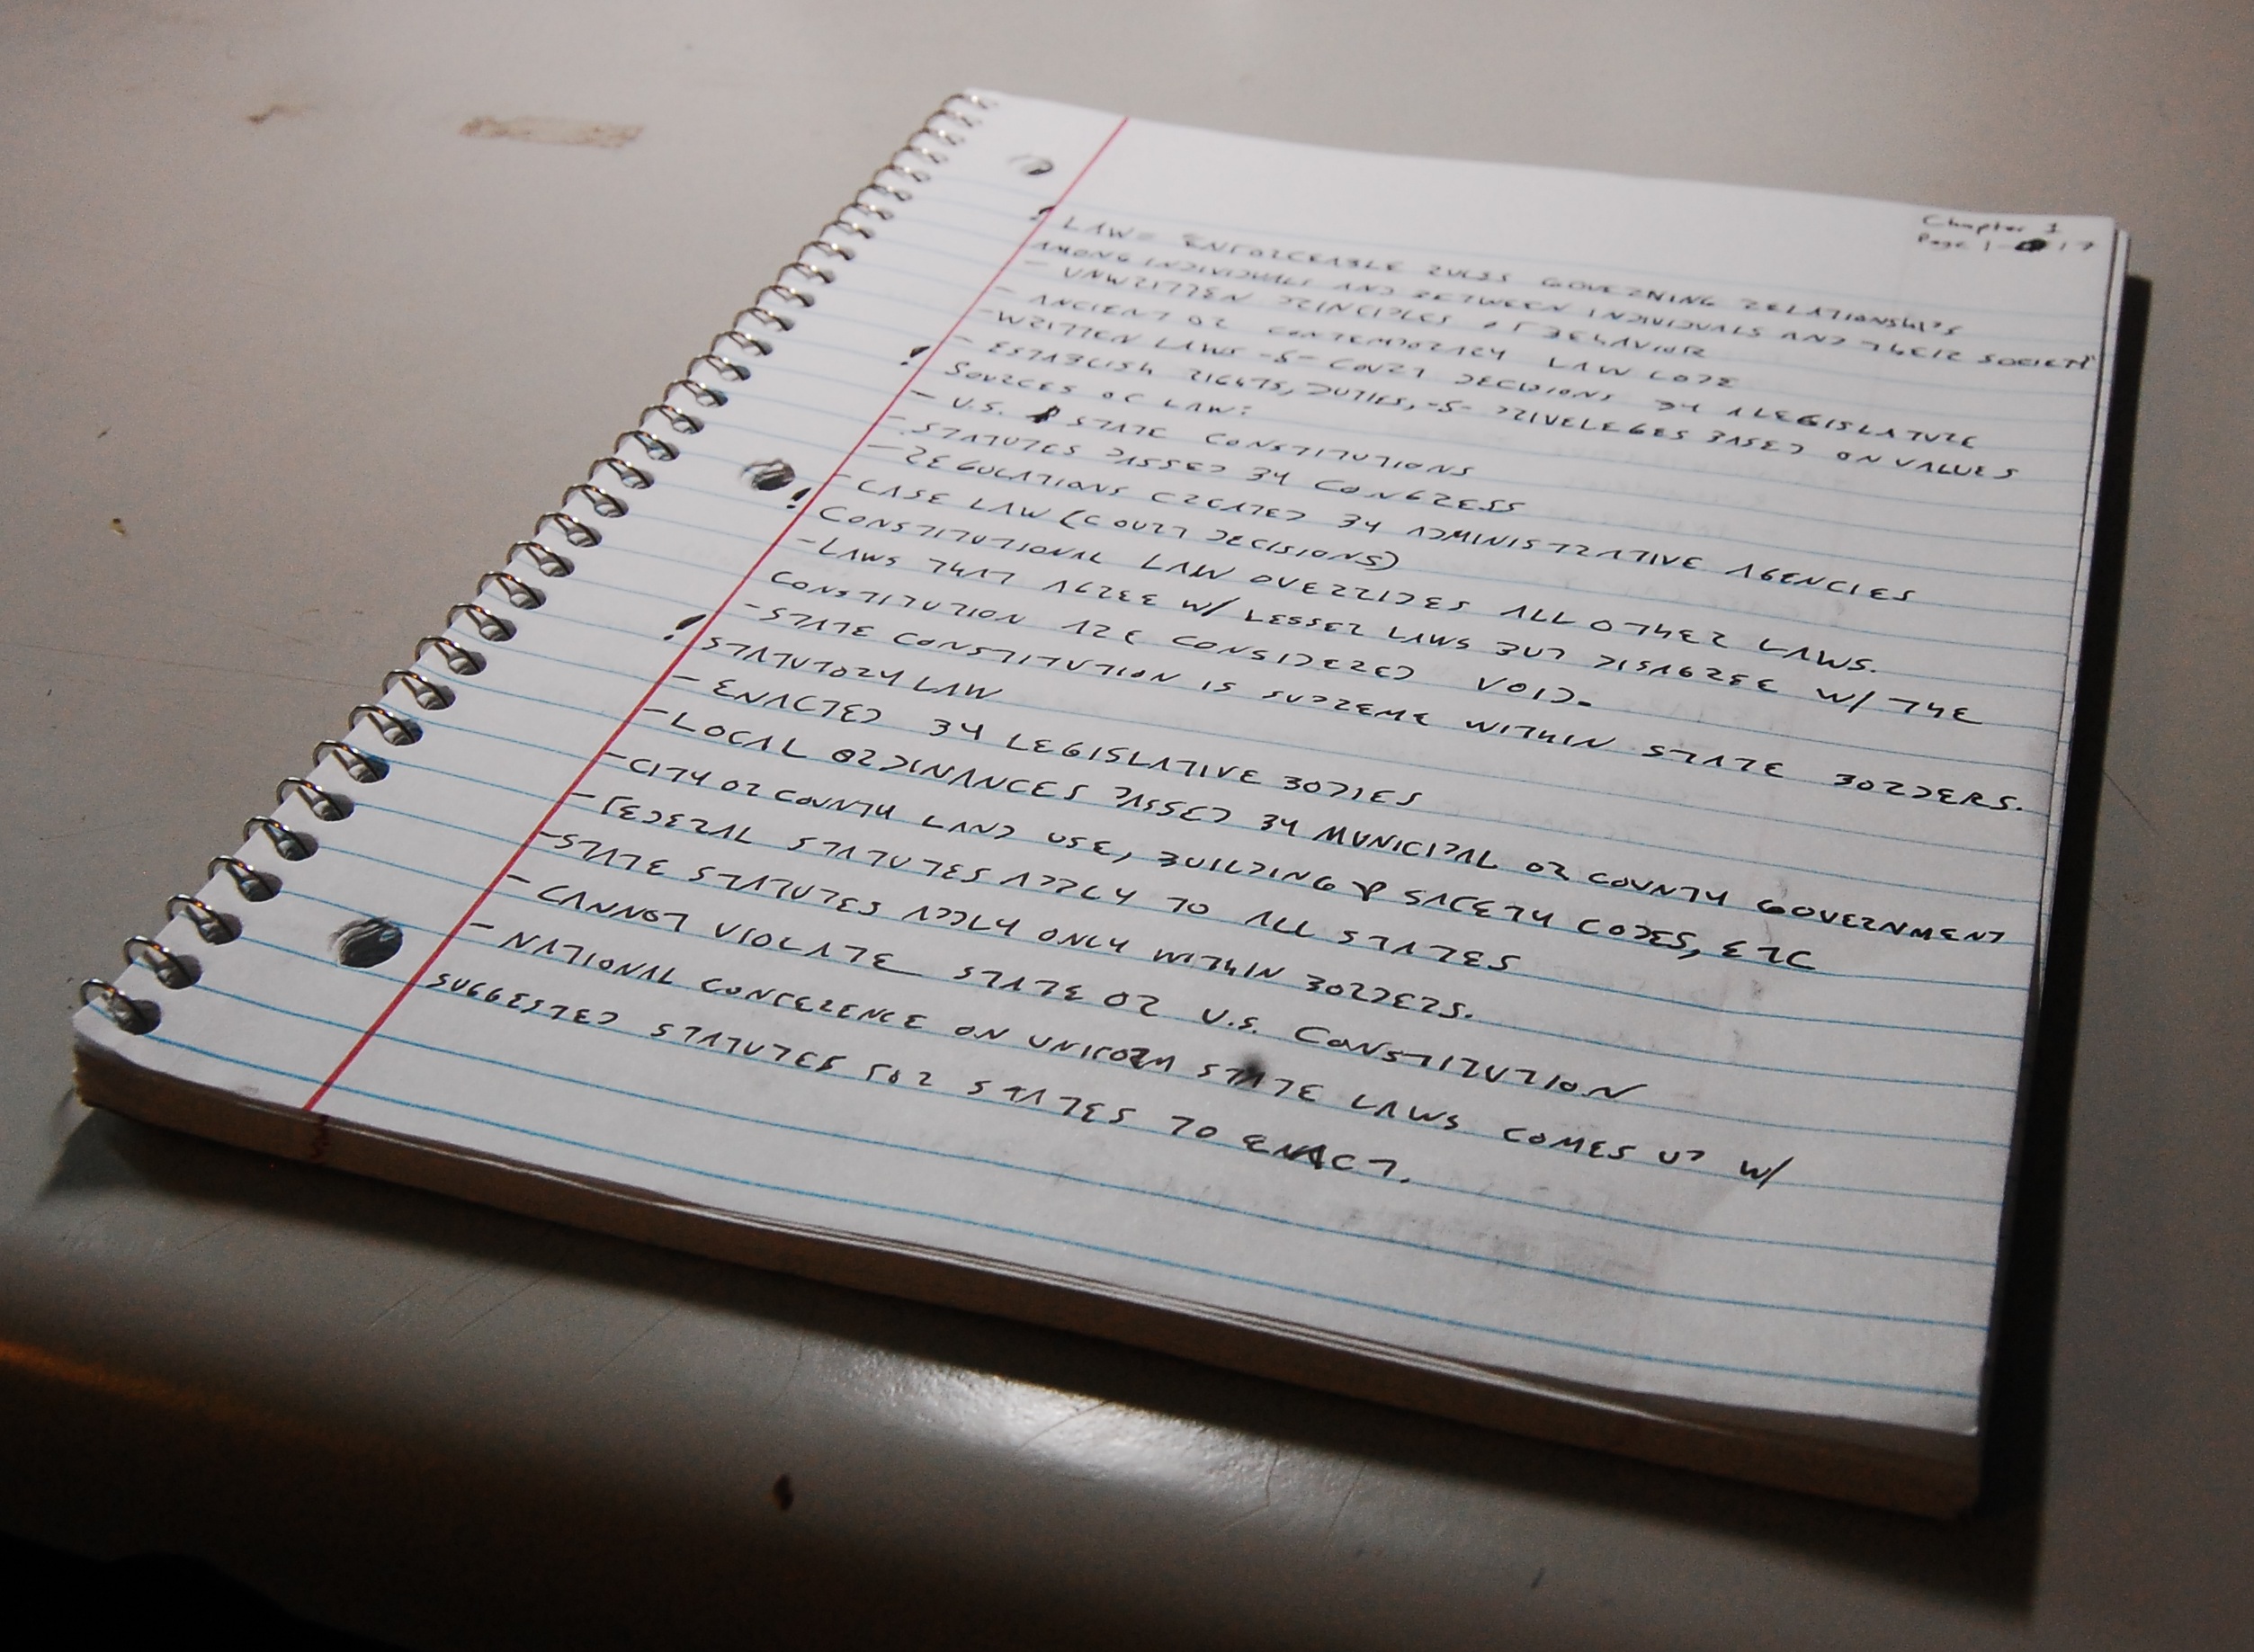 Chapter 1
Page 1-17
! LAW = ENFORCEABLE RULES GOVERNING RELATIONSHIPS
AMONG INDIVIDUALS AND BETWEEN INDIVIDUALS AND THEIR SOCIETY
- UNWRITTEN PRINCIPLES OF BEHAVIOR
- ANCIENT OR CONTEMPORARY LAW CODE
- WRITTEN LAWS -&- COURT DECISIONS BY A LEGISLATURE
- ESTABLISH RIGHTS, DUTIES, -&- PRIVELEGES BASED ON VALUES
! SOURCES OF LAW:
- U.S. & STATE CONSTITUTIONS
- STATUTES PASSED BY CONGRESS
- REGULATIONS CREATED BY ADMINISTRATIVE AGENCIES
- CASE LAW (COURT DECISIONS)
! CONSTITUTIONAL LAW OVERRIDES ALL OTHER LAWS.
- LAWS THAT AGREE W/ LESSER LAWS BUT DISAGREE W/ THE
CONSTITUTION ARE CONSIDERED VOID.
- STATE CONSTITUTION IS SUPREME WITHIN STATE BORDERS.
! STATUTORY LAW
- ENACTED BY LEGISLATIVE BODIES
- LOCAL ORDINANCES PASSED BY MUNICIPAL OR COUNTY GOVERNMENT
- CITY OR COUNTY LAND USE, BUILDING & SAFETY CODES, ETC
- FEDERAL STATUTES APPLY TO ALL STATES
- STATE STATUTES APPLY ONLY WITHIN BORDERS.
- CANNOT VIOLATE STATE OR U.S. CONSTITUTION
- NATIONAL CONFERENCE ON UNIFORM STATE LAWS COMES UP W/
SUGGESTED STATUTES FOR STATES TO ENACT.